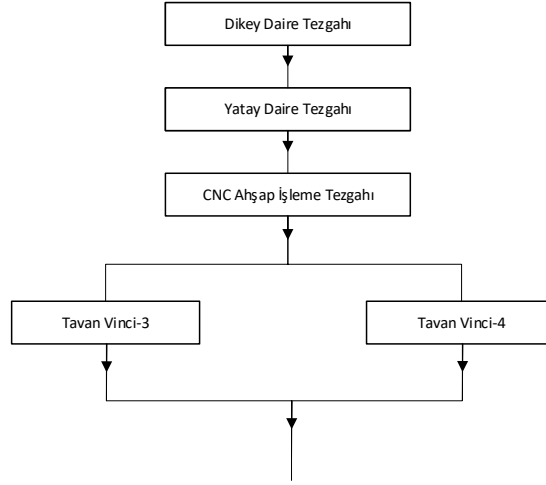 Dikey Daire Tezgahı
Yatay Daire Tezgahı
CNC Ahşap İşleme Tezgahı
Tavan Vinci-3
Tavan Vinci-4